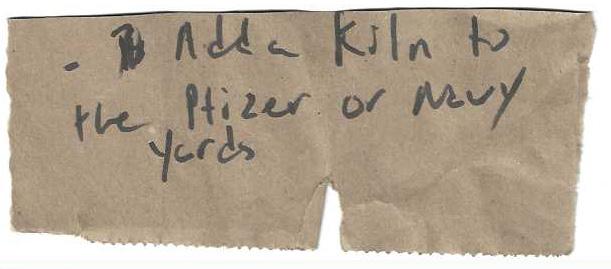 - Add a Kiln to
the Pfizer or Navy
yards